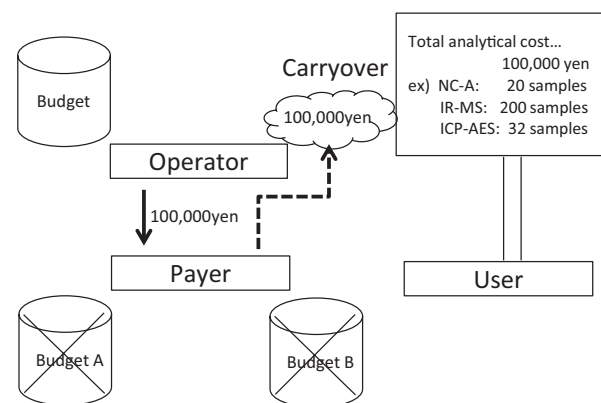 Total analytical cost...
100,000 yen
ex) NC-A: 20 samples
IR-MS: 200 samples
ICP-AES: 32 samples
Carryover
100,000yen
Budget
Operator
100,000yen
Payer
User
Budget A
Budget B